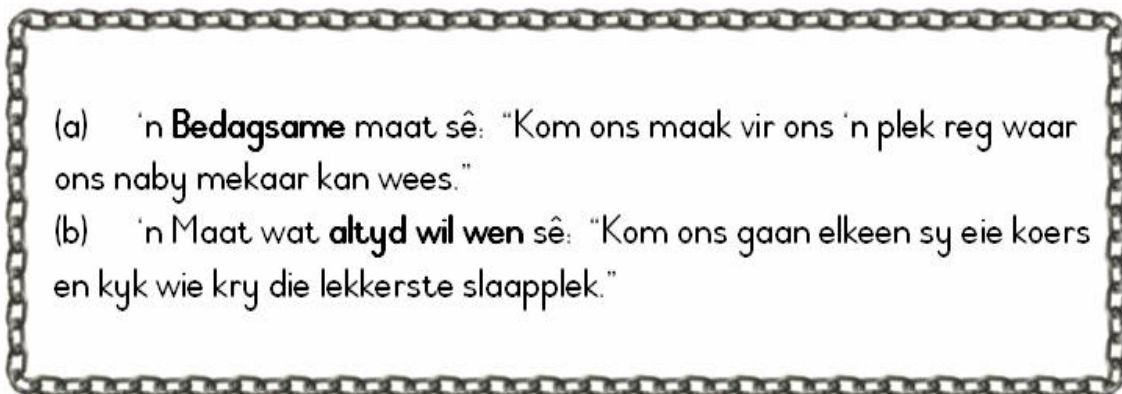 (a) 'n Bedagsame maat sê: "Kom ons maak vir ons 'n plek reg waar
ons naby mekaar kan wees."
(b) 'n Maat wat altyd wil wen sê: "Kom ons gaan elkeen sy eie koers
en kyk wie kry die lekkerste slaapplek."